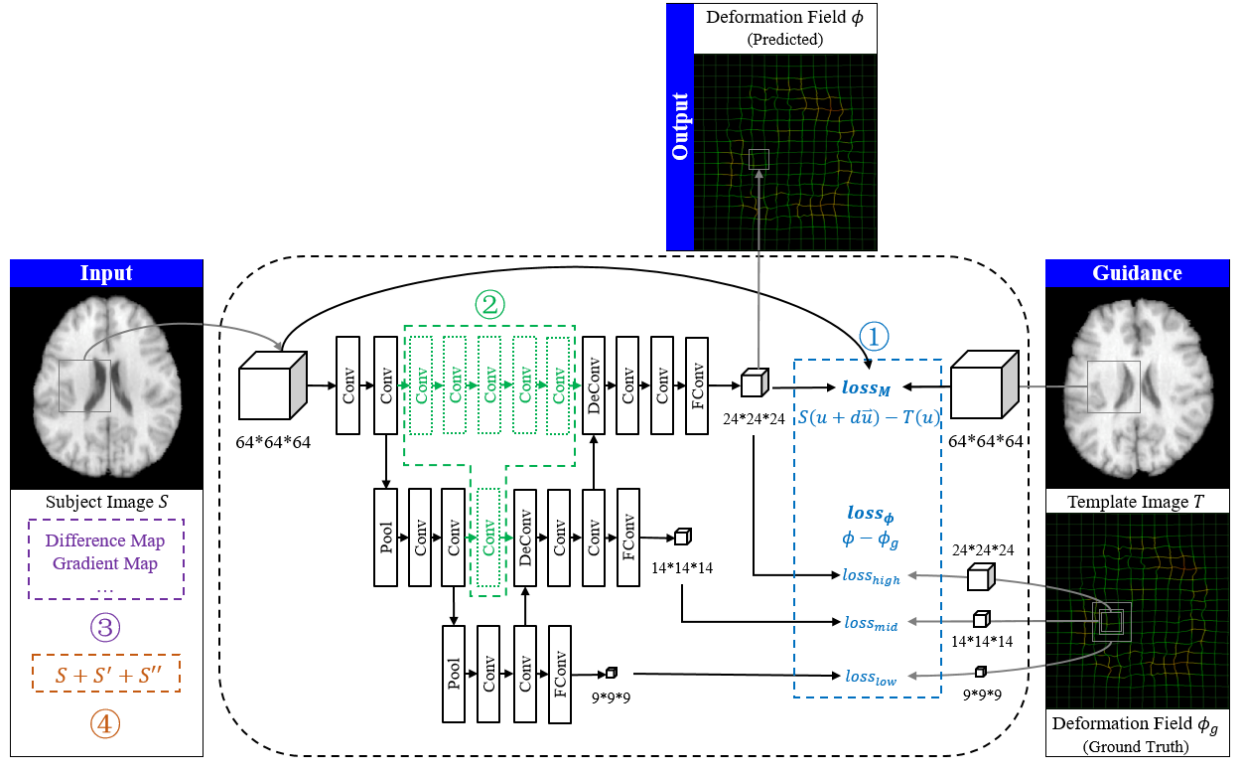 Deformation Field ϕ
(Predicted)
Output
Input
Subject Image S
Difference Map
Gradient Map
...
③
S + S′ + S′′
④
②
①
64*64*64
Conv
Conv
Conv
Conv
Conv
Conv
Conv
DeConv
Conv
Conv
FConv
24*24*24
Pool
Conv
Conv
Conv
DeConv
Conv
Conv
FConv
14*14*14
Pool
Conv
Conv
FConv
9*9*9
loss_M
S(u + du⃗) − T(u)
loss_ϕ
ϕ − ϕ_g
loss_high
loss_mid
loss_low
64*64*64
24*24*24
14*14*14
9*9*9
Guidance
Template Image T
Deformation Field ϕ_g
(Ground Truth)